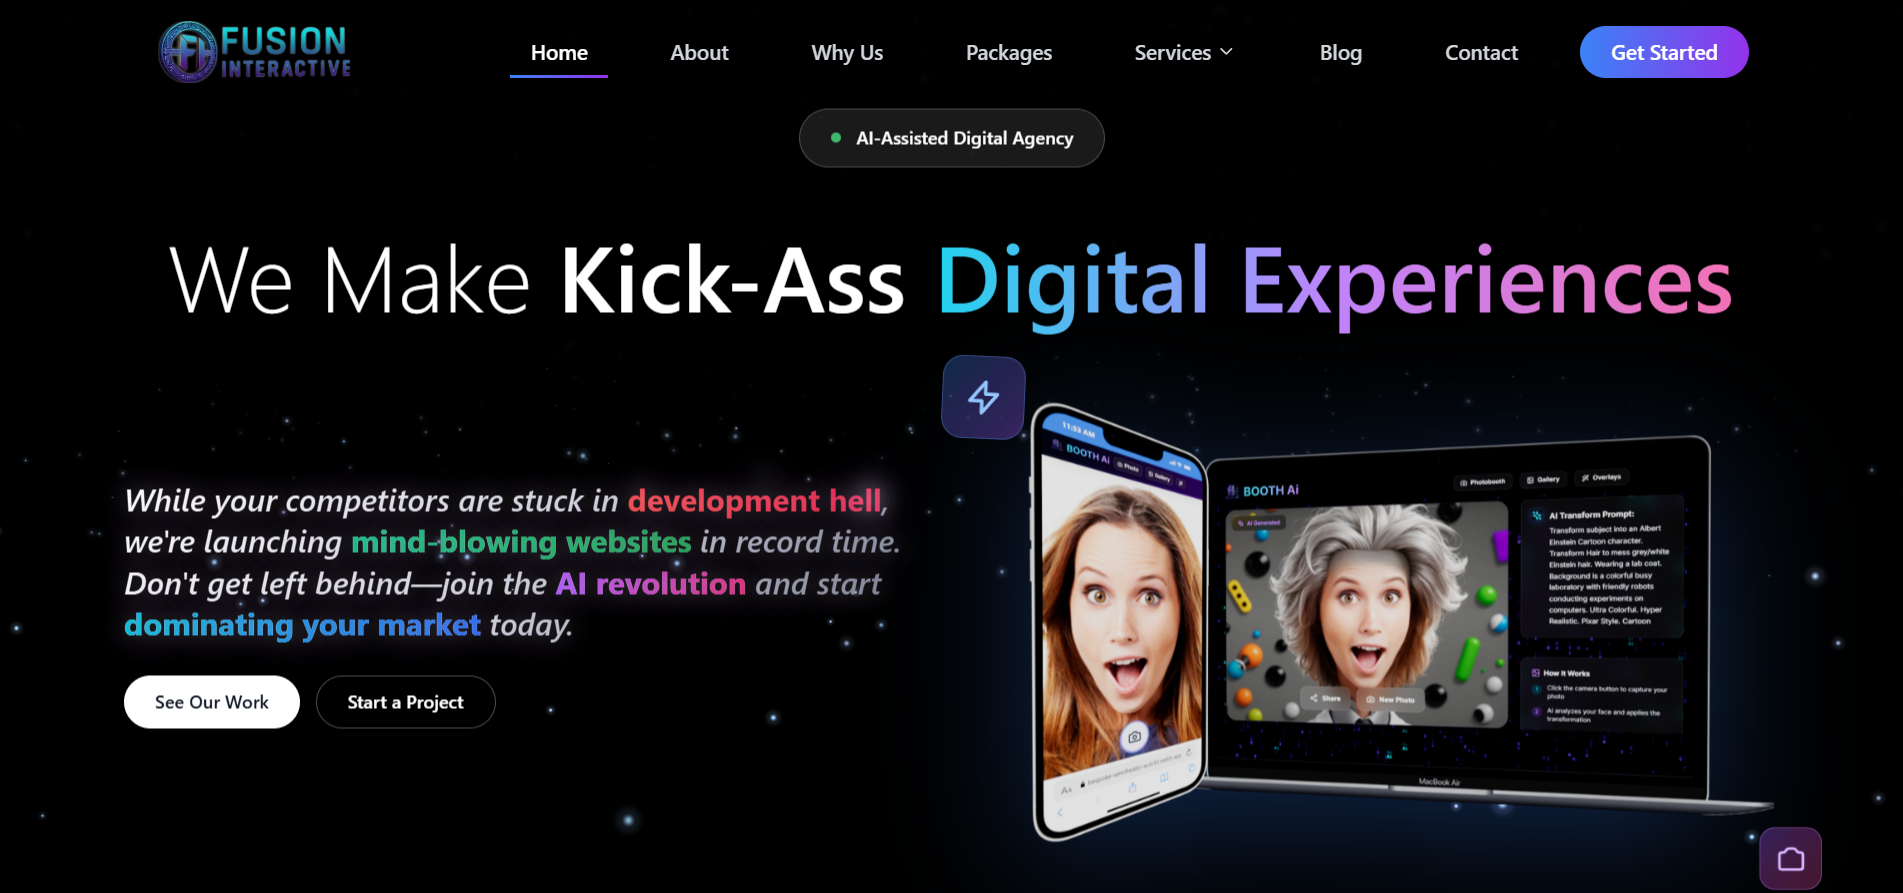 FUSION
INTERACTIVE
Home
About
Why Us
Packages
Services
Blog
Contact
Get Started
AI-Assisted Digital Agency
We Make Kick-Ass Digital Experiences
While your competitors are stuck in development hell,
we're launching mind-blowing websites in record time.
Don't get left behind—join the AI revolution and start
dominating your market today.
See Our Work
Start a Project
11:53 AM
BOOTH Ai
Photo
Gallery
AA
BOOTH Ai
Photobooth
Gallery
Overlays
AI Generated
Share
New Photo
AI Transform Prompt:
Transform subject into an Albert
Einstein Cartoon character.
Transform Hair to mess grey/white
Einstein hair. Wearing a lab coat.
Background is a colorful busy
laboratory with friendly robots
conducting experiments on
computers. Ultra Colorful. Hyper
Realistic. Pixar Style. Cartoon
How It Works
1 Click the camera button to capture your
photo
2 AI analyzes your face and applies the
transformation
MacBook Air